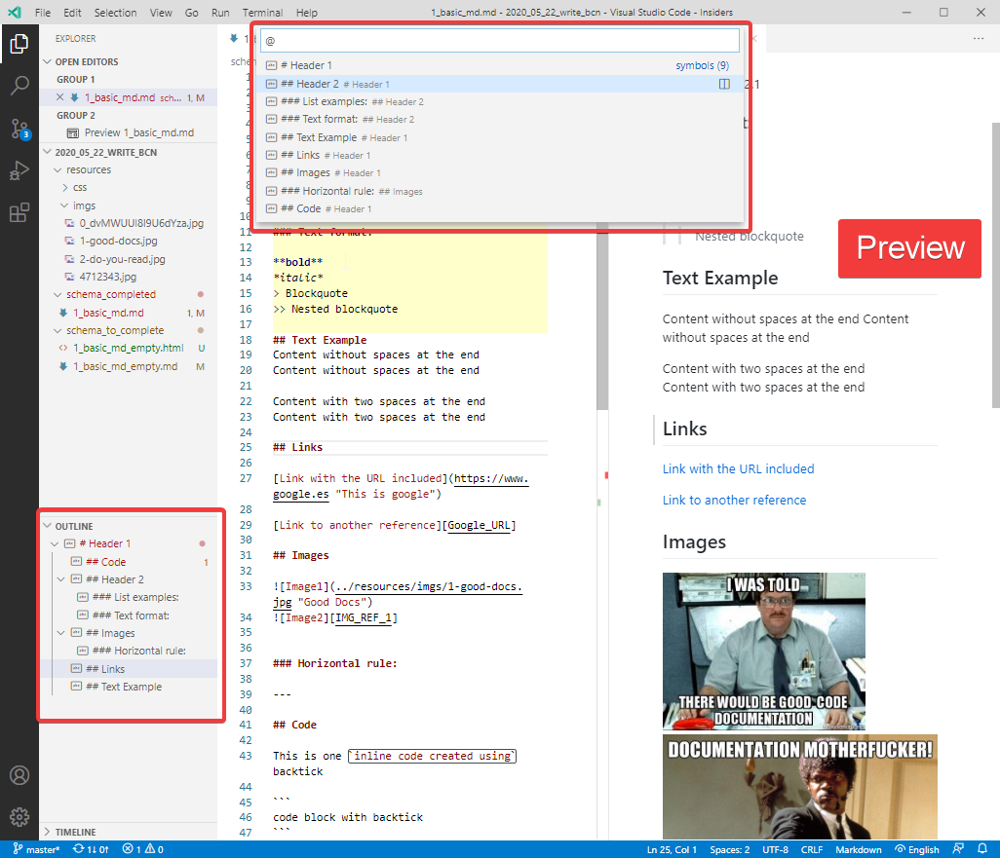 File Edit Selection View Go Run Terminal Help 1_basic_md.md - 2020_05_22_write_bcn - Visual Studio Code - Insiders
EXPLORER
OPEN EDITORS
GROUP 1
1_basic_md.md sch... 1, M
GROUP 2
Preview 1_basic_md.md
2020_05_22_WRITE_BCN
resources
css
imgs
0_dvMWUUI8I9U6dYza.jpg
1-good-docs.jpg
2-do-you-read.jpg
4712343.jpg
schema_completed
1_basic_md.md 1, M
schema_to_complete
1_basic_md_empty.html U
1_basic_md_empty.md M
3
OUTLINE
# Header 1
## Code 1
## Header 2
### List examples:
### Text format:
## Images
### Horizontal rule:
## Links
## Text Example
TIMELINE
@
# Header 1 symbols (9)
## Header 2 # Header 1
### List examples: ## Header 2
### Text format: ## Header 2
## Text Example # Header 1
## Links # Header 1
## Images # Header 1
### Horizontal rule: ## Images
## Code # Header 1
10
11 ### Text format:
12
13 **bold**
14 *italic*
15 > Blockquote
16 >> Nested blockquote
17
18 ## Text Example
19 Content without spaces at the end
20 Content without spaces at the end
21
22 Content with two spaces at the end
23 Content with two spaces at the end
24
25 ## Links
26
27 [Link with the URL included](https://www.
google.es "This is google")
28
29 [Link to another reference][Google_URL]
30
31 ## Images
32
33 ![Image1](../resources/imgs/1-good-docs.
jpg "Good Docs")
34 ![Image2][IMG_REF_1]
35
36
37 ### Horizontal rule:
38
39 ---
40
41 ## Code
42
43 This is one `inline code created using`
backtick
44
45 ```
46 code block with backtick
47 ```
2.1
Nested blockquote
Preview
Text Example
Content without spaces at the end Content
without spaces at the end
Content with two spaces at the end
Content with two spaces at the end
Links
Link with the URL included
Link to another reference
Images
I WAS TOLD
THERE WOULD BE GOOD CODE
DOCUMENTATION
DOCUMENTATION MOTHERFUCKER!
master* 1↓ 0↑ 1 0 Ln 25, Col 1 Spaces: 2 UTF-8 CRLF Markdown English